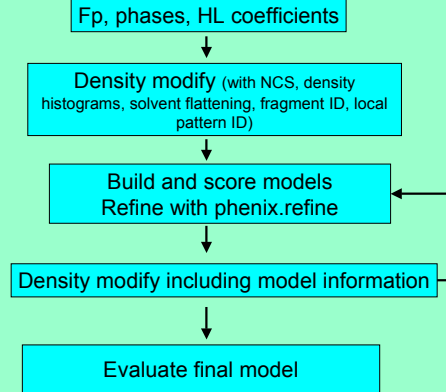 Fp, phases, HL coefficients
Density modify (with NCS, density
histograms, solvent flattening, fragment ID, local
pattern ID)
Build and score models
Refine with phenix.refine
Density modify including model information
Evaluate final model